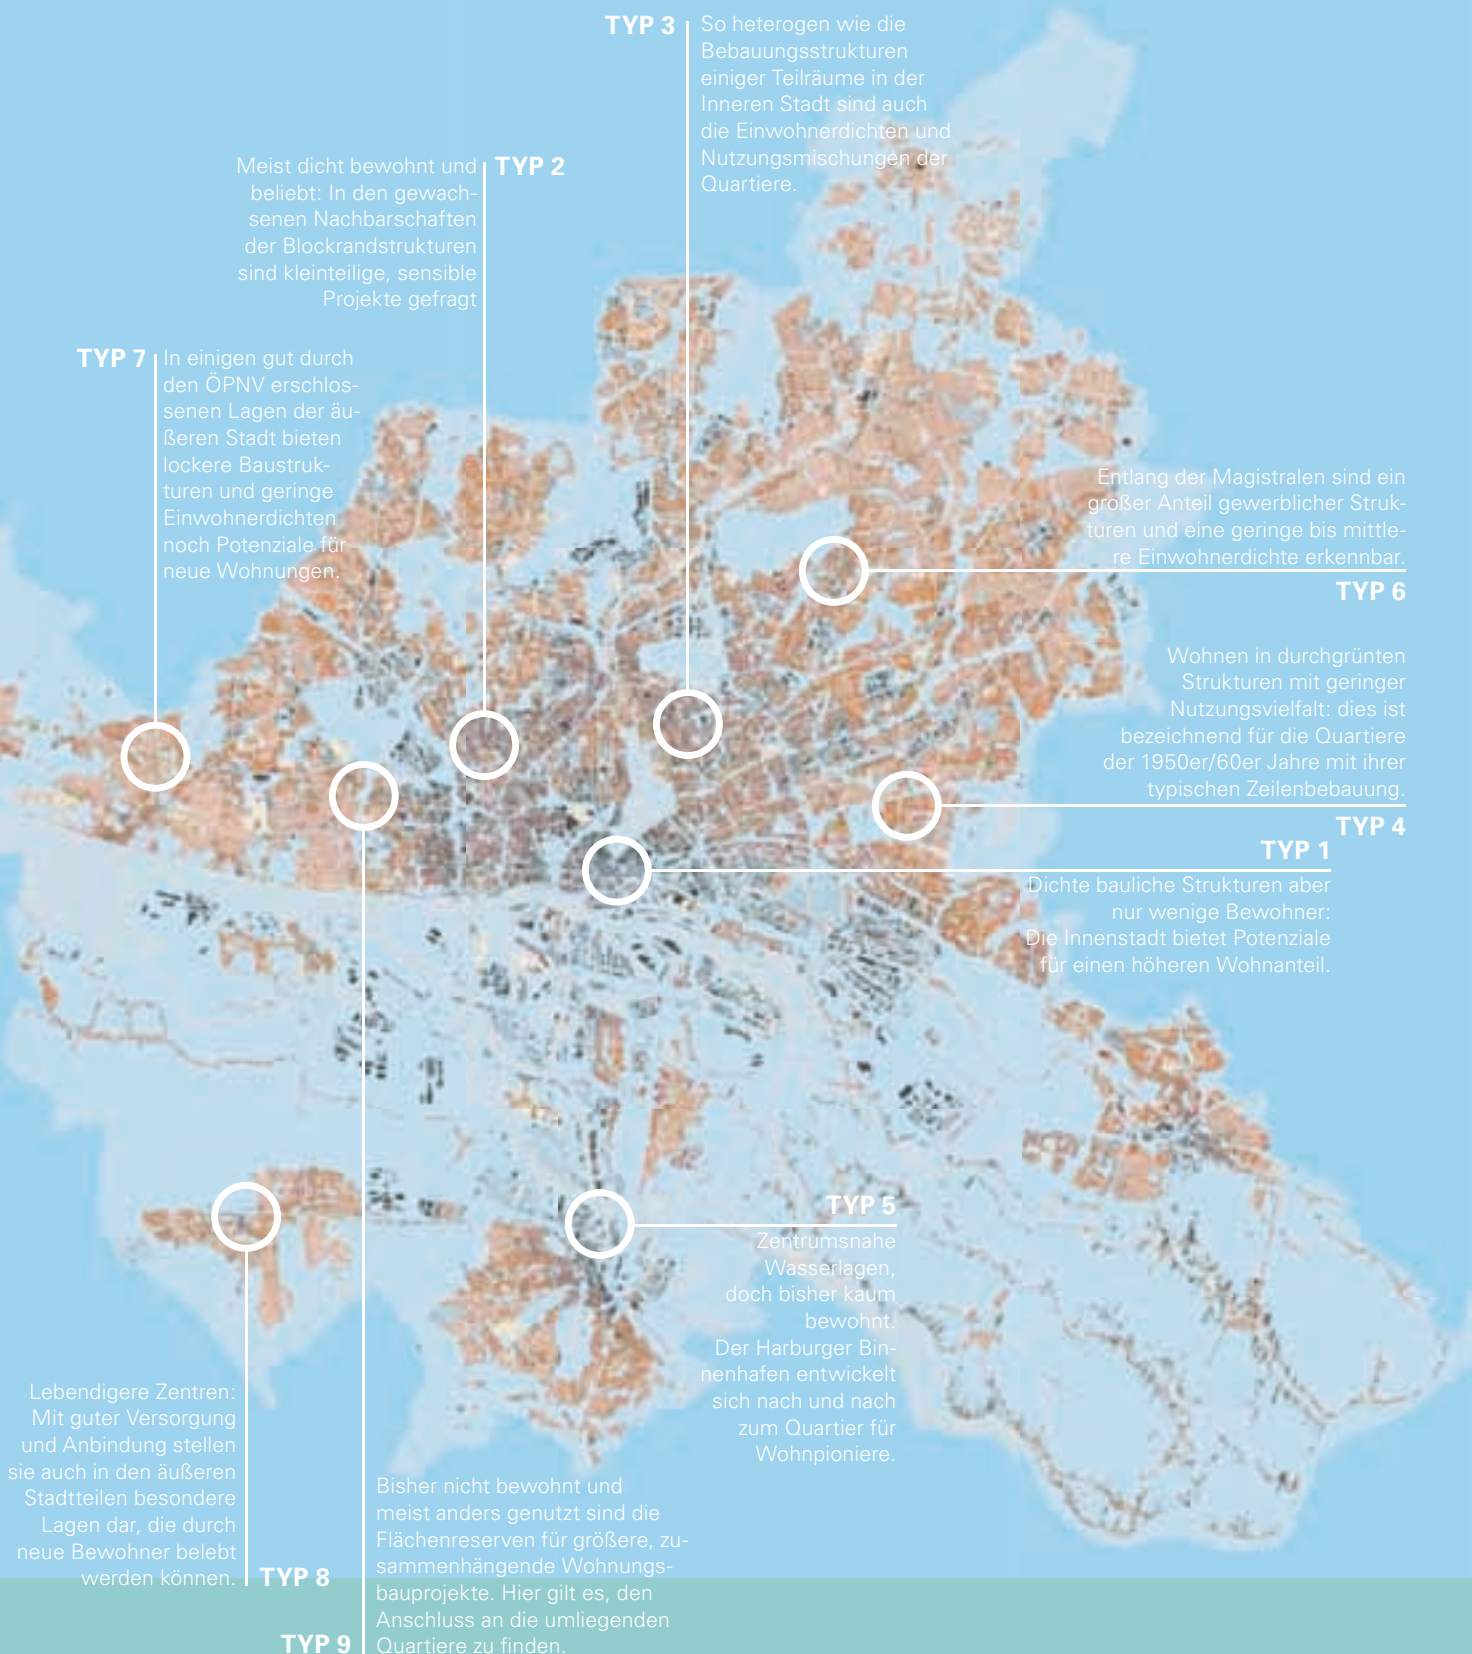 TYP 3
So heterogen wie die
Bebauungsstrukturen
einiger Teilräume in der
Inneren Stadt sind auch
die Einwohnerdichten und
Nutzungsmischungen der
Quartiere.
TYP 2
Meist dicht bewohnt und
beliebt: In den gewach-
senen Nachbarschaften
der Blockrandstrukturen
sind kleinteilige, sensible
Projekte gefragt
TYP 7
In einigen gut durch
den ÖPNV erschlos-
senen Lagen der äu-
ßeren Stadt bieten
lockere Baustruk-
turen und geringe
Einwohnerdichten
noch Potenziale für
neue Wohnungen.
Entlang der Magistralen sind ein
großer Anteil gewerblicher Struk-
turen und eine geringe bis mittle-
re Einwohnerdichte erkennbar.
TYP 6
Wohnen in durchgrünten
Strukturen mit geringer
Nutzungsvielfalt: dies ist
bezeichnend für die Quartiere
der 1950er/60er Jahre mit ihrer
typischen Zeilenbebauung.
TYP 4
TYP 1
Dichte bauliche Strukturen aber
nur wenige Bewohner:
Die Innenstadt bietet Potenziale
für einen höheren Wohnanteil.
TYP 5
Zentrumsnahe
Wasserlagen,
doch bisher kaum
bewohnt.
Der Harburger Bin-
nenhafen entwickelt
sich nach und nach
zum Quartier für
Wohnpioniere.
Lebendigere Zentren:
Mit guter Versorgung
und Anbindung stellen
sie auch in den äußeren
Stadtteilen besondere
Lagen dar, die durch
neue Bewohner belebt
werden können.
TYP 8
Bisher nicht bewohnt und
meist anders genutzt sind die
Flächenreserven für größere, zu-
sammenhängende Wohnungs-
bauprojekte. Hier gilt es, den
Anschluss an die umliegenden
Quartiere zu finden.
TYP 9